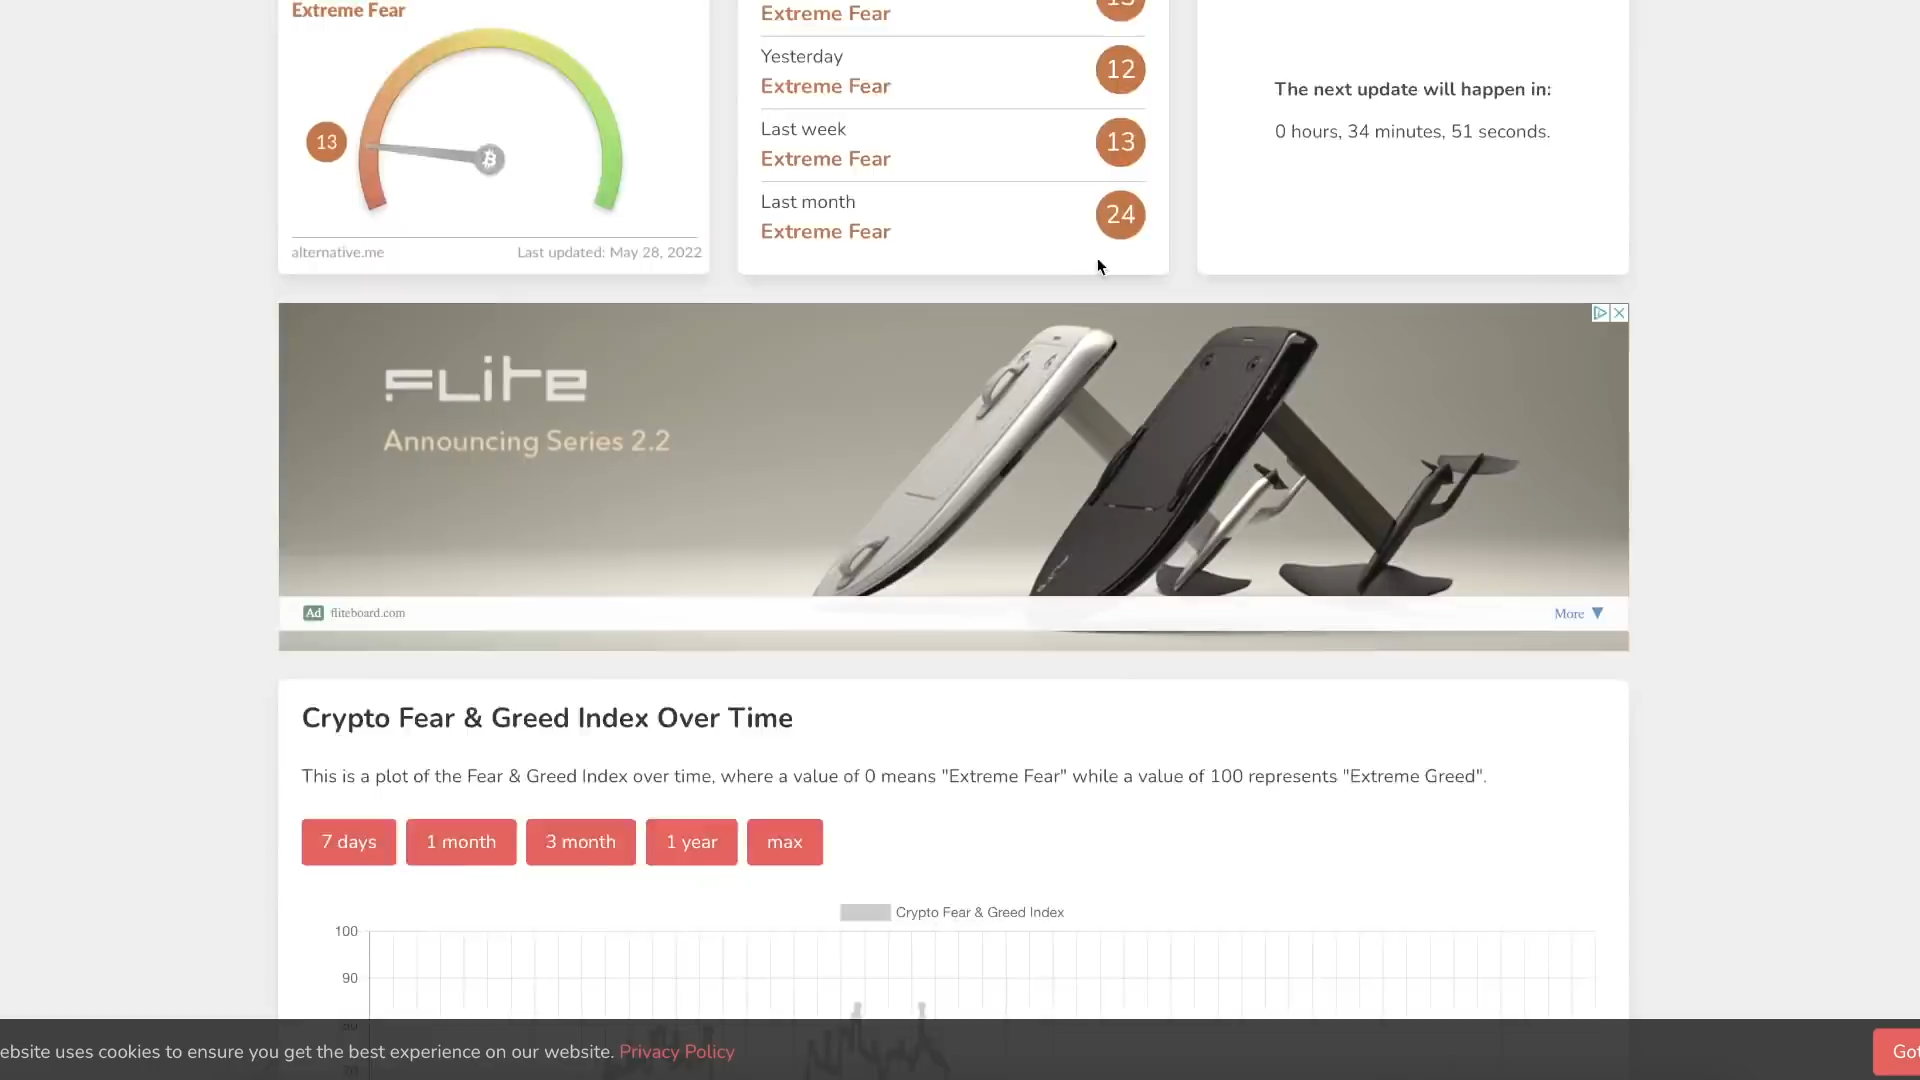 Extreme Fear
13
alternative.me
Last updated: May 28, 2022
Extreme Fear
13
Yesterday
Extreme Fear
12
Last week
Extreme Fear
13
Last month
Extreme Fear
24
The next update will happen in:
0 hours, 34 minutes, 51 seconds.
FLITE
Announcing Series 2.2
Ad fliteboard.com
More
Crypto Fear & Greed Index Over Time
This is a plot of the Fear & Greed Index over time, where a value of 0 means "Extreme Fear" while a value of 100 represents "Extreme Greed".
7 days
1 month
3 month
1 year
max
Crypto Fear & Greed Index
100
90
ebsite uses cookies to ensure you get the best experience on our website. Privacy Policy
Got